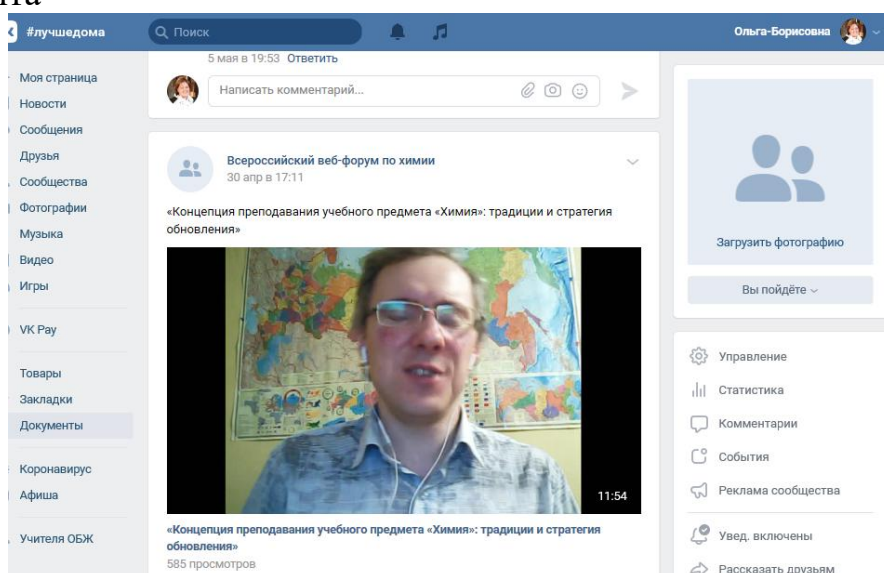 #лучшедома
Поиск
Ольга-Борисовна
Моя страница
Новости
Сообщения
Друзья
Сообщества
Фотографии
Музыка
Видео
Игры
VK Pay
Товары
Закладки
Документы
Коронавирус
Афиша
Учителя ОБЖ
5 мая в 19:53 Ответить
Написать комментарий...
Всероссийский веб-форум по химии
30 апр в 17:11
«Концепция преподавания учебного предмета «Химия»: традиции и стратегия
обновления»
11:54
«Концепция преподавания учебного предмета «Химия»: традиции и стратегия
обновления»
585 просмотров
Загрузить фотографию
Вы пойдёте
Управление
Статистика
Комментарии
События
Реклама сообщества
Увед. включены
Рассказать друзьям